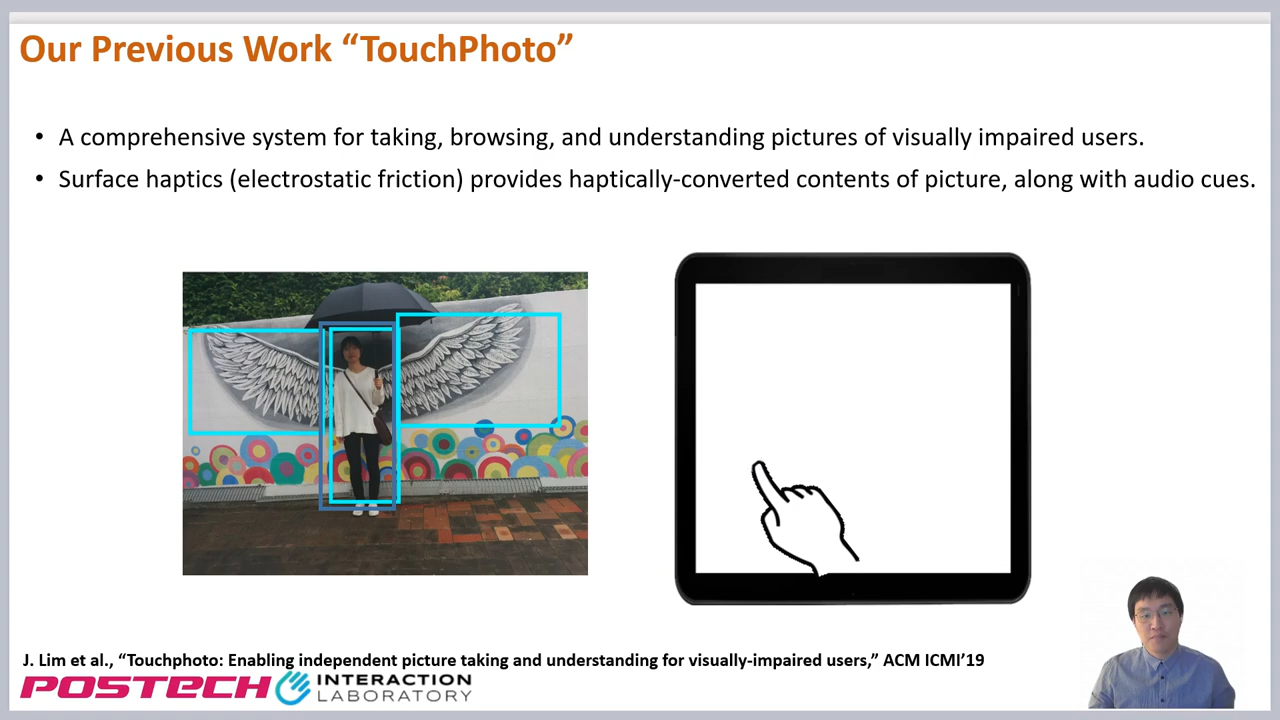 Our Previous Work “TouchPhoto”
• A comprehensive system for taking, browsing, and understanding pictures of visually impaired users.
• Surface haptics (electrostatic friction) provides haptically-converted contents of picture, along with audio cues.
J. Lim et al., “Touchphoto: Enabling independent picture taking and understanding for visually-impaired users,” ACM ICMI’19
POSTECH INTERACTION
LABORATORY